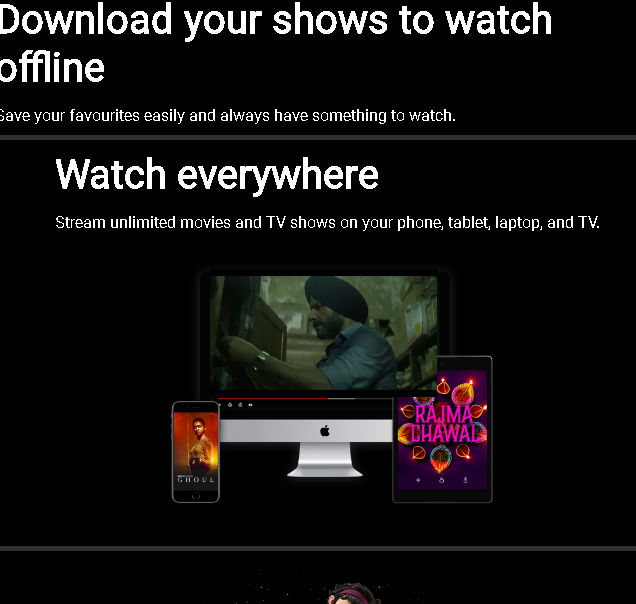 Download your shows to watch
offline
Save your favourites easily and always have something to watch.
Watch everywhere
Stream unlimited movies and TV shows on your phone, tablet, laptop, and TV.
RAJMA
CHAWAL
GHOUL